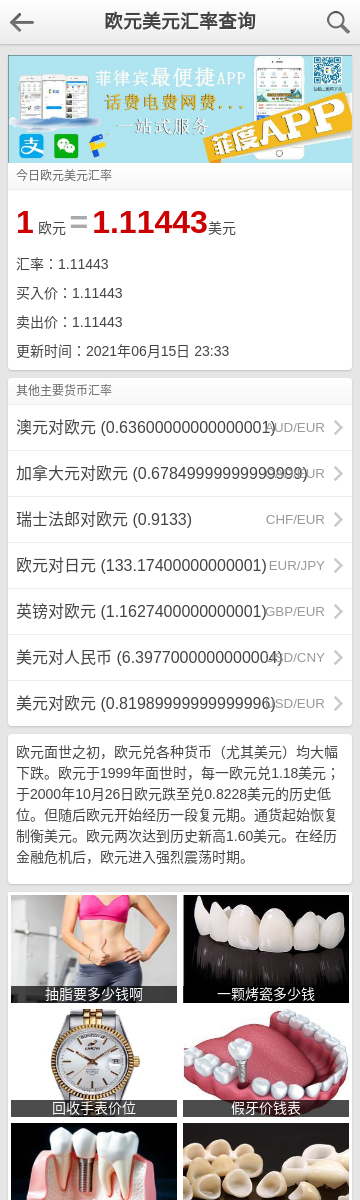 欧元美元汇率查询
菲律宾最便捷APP
话费电费网费...
一站式服务
菲度APP
今日欧元美元汇率
1 欧元 = 1.11443美元
汇率：1.11443
买入价：1.11443
卖出价：1.11443
更新时间：2021年06月15日 23:33
其他主要货币汇率
澳元对欧元 (0.63600000000000001) AUD/EUR
加拿大元对欧元 (0.67849999999999999) /EUR
瑞士法郎对欧元 (0.9133) CHF/EUR
欧元对日元 (133.17400000000001) EUR/JPY
英镑对欧元 (1.1627400000000001) GBP/EUR
美元对人民币 (6.3977000000000004) USD/CNY
美元对欧元 (0.81989999999999996) USD/EUR
欧元面世之初，欧元兑各种货币（尤其美元）均大幅
下跌。欧元于1999年面世时，每一欧元兑1.18美元；
于2000年10月26日欧元跌至兑0.8228美元的历史低
位。但随后欧元开始经历一段复元期。通货起始恢复
制衡美元。欧元两次达到历史新高1.60美元。在经历
金融危机后，欧元进入强烈震荡时期。
抽脂要多少钱啊
一颗烤瓷多少钱
回收手表价位
假牙价钱表